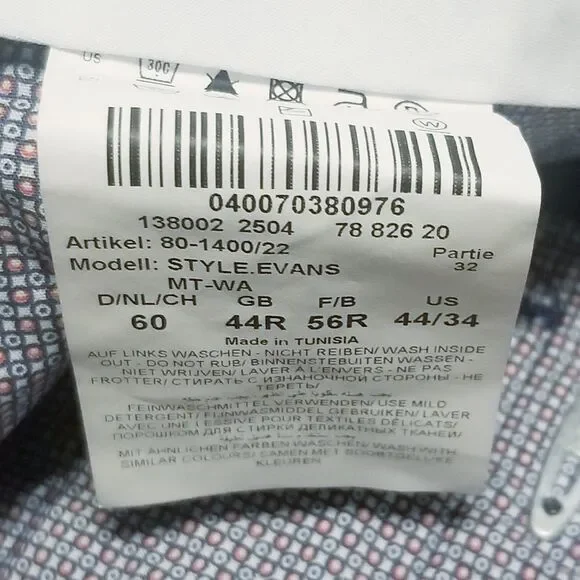 US
30C
W
040070380976
138002 2504 78 826 20
Artikel: 80-1400/22 Partie
Modell: STYLE.EVANS 32
MT-WA
D/NL/CH GB F/B US
60 44R 56R 44/34
Made in TUNISIA
AUF LINKS WASCHEN - NICHT REIBEN/ WASH INSIDE
OUT - DO NOT RUB/ BINNENSTEBUITEN WASSEN -
NIET WRIJVEN/ LAVER A L'ENVERS - NE PAS
FROTTER/ СТИРАТЬ С ИЗНАНОЧНОЙ СТОРОНЫ - НЕ
ТЕРЕТЬ/
FEINWASCHMITTEL VERWENDEN/ USE MILD
DETERGENT FEINWASMIDDEL GEBRUIKEN/ LAVER
AVEC UNE LESSIVE POUR TEXTILES DÉLICATS/
ПОРОШКОМ ДЛЯ СТИРКИ ДЕЛИКАТНЫХ ТКАНЕЙ/
MIT ÄHNLICHEN FARBEN WASCHEN/ WASH WITH
SIMILAR COLOURS/ SAMEN MET SOORTGELIJKE
KLEUREN